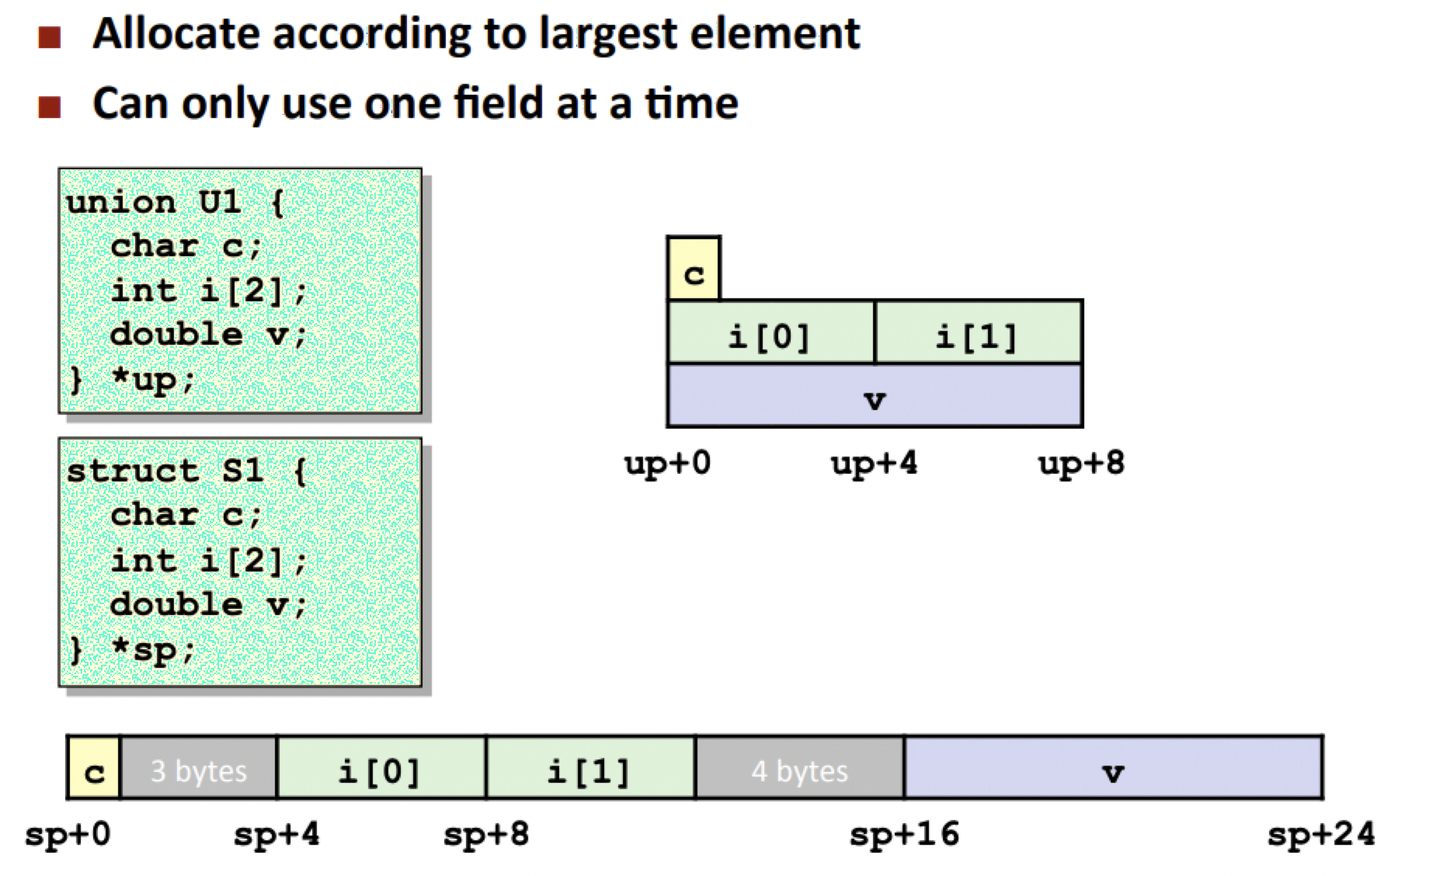 Allocate according to largest element
Can only use one field at a time
union U1 {
  char c;
  int i[2];
  double v;
} *up;
c
i[0] i[1]
v
up+0 up+4 up+8
struct S1 {
  char c;
  int i[2];
  double v;
} *sp;
c 3 bytes i[0] i[1] 4 bytes v
sp+0 sp+4 sp+8 sp+16 sp+24